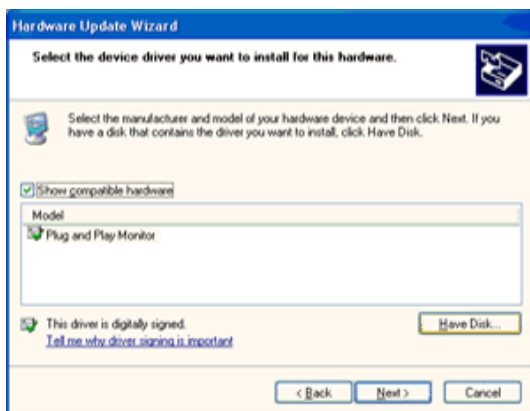 Hardware Update Wizard
Select the device driver you want to install for this hardware.
Select the manufacturer and model of your hardware device and then click Next. If you
have a disk that contains the driver you want to install, click Have Disk.
Show compatible hardware
Model
Plug and Play Monitor
This driver is digitally signed.
Have Disk...
Tell me why driver signing is important
< Back
Next >
Cancel